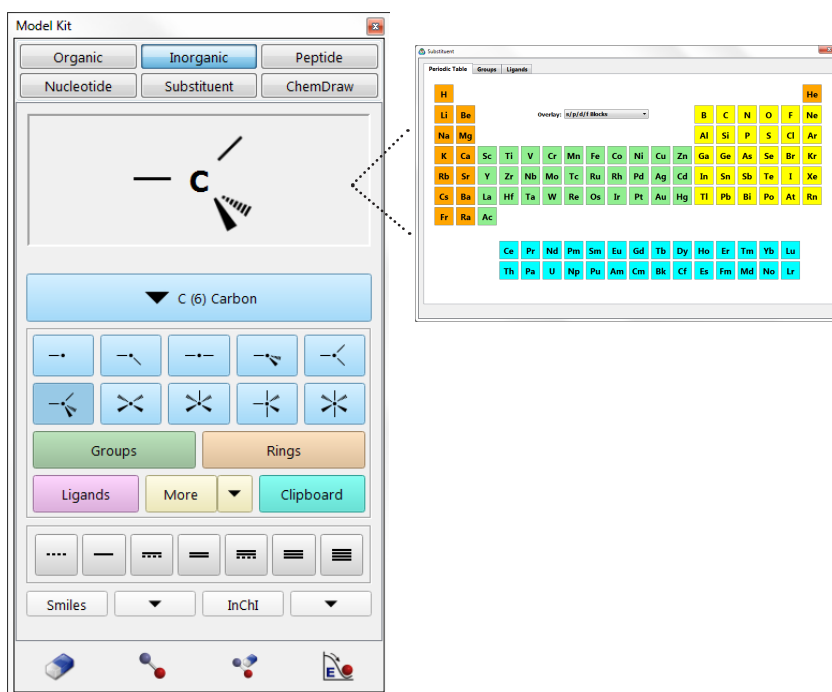 Model Kit
Organic Inorganic Peptide
Nucleotide Substituent ChemDraw
C
C (6) Carbon
Groups Rings
Ligands More Clipboard
Smiles InChI
E
Substituent
Periodic Table Groups Ligands
H He
Overlay: s/p/d/f Blocks
Li Be B C N O F Ne
Na Mg Al Si P S Cl Ar
K Ca Sc Ti V Cr Mn Fe Co Ni Cu Zn Ga Ge As Se Br Kr
Rb Sr Y Zr Nb Mo Tc Ru Rh Pd Ag Cd In Sn Sb Te I Xe
Cs Ba La Hf Ta W Re Os Ir Pt Au Hg Tl Pb Bi Po At Rn
Fr Ra Ac
Ce Pr Nd Pm Sm Eu Gd Tb Dy Ho Er Tm Yb Lu
Th Pa U Np Pu Am Cm Bk Cf Es Fm Md No Lr